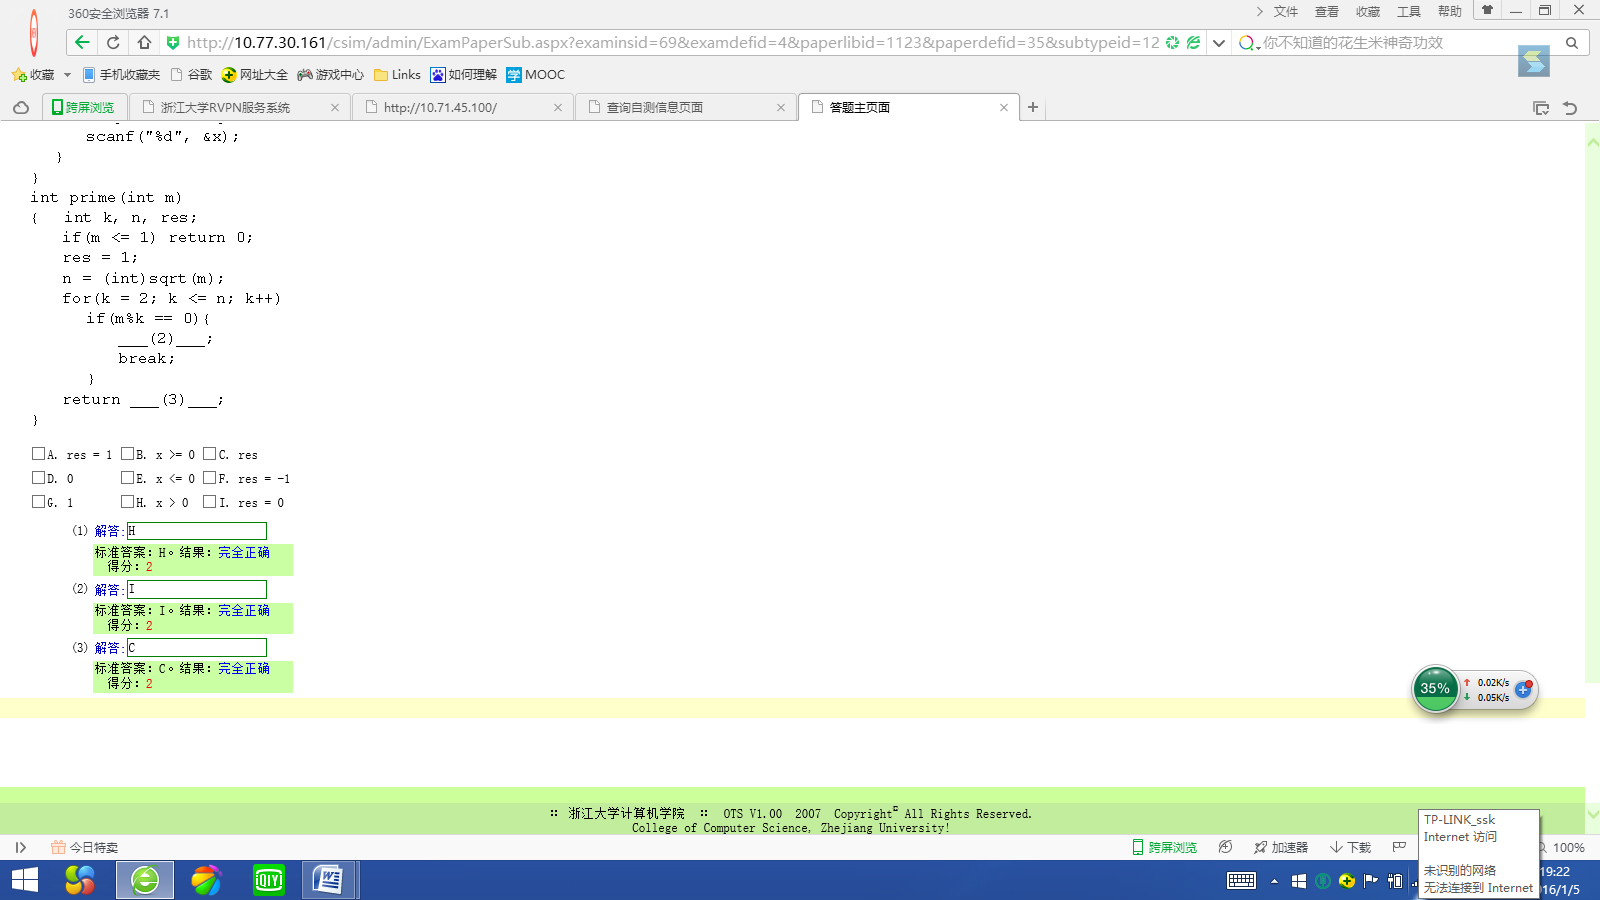 360安全浏览器 7.1
文件 查看 收藏 工具 帮助
http://10.77.30.161/csim/admin/ExamPaperSub.aspx?examinsid=69&examdefid=4&paperlibid=1123&paperdefid=35&subtypeid=12
你不知道的花生米神奇功效
收藏 手机收藏夹 谷歌 网址大全 游戏中心 Links 如何理解 学 MOOC
跨屏浏览 浙江大学RVPN服务系统 http://10.71.45.100/ 查询自测信息页面 答题主页面
scanf("%d", &x);
}
}
int prime(int m)
{ int k, n, res;
if(m <= 1) return 0;
res = 1;
n = (int)sqrt(m);
for(k = 2; k <= n; k++)
if(m%k == 0){
___(2)___;
break;
}
return ___(3)___;
}
A. res = 1 B. x >= 0 C. res
D. 0 E. x <= 0 F. res = -1
G. 1 H. x > 0 I. res = 0
(1) 解答:H
标准答案: H。结果: 完全正确
得分: 2
(2) 解答:I
标准答案: I。结果: 完全正确
得分: 2
(3) 解答:C
标准答案: C。结果: 完全正确
得分: 2
35% 0.02K/s
0.05K/s
:: 浙江大学计算机学院 :: OTS V1.00 2007 Copyright© All Rights Reserved.
College of Computer Science, Zhejiang University!
TP-LINK_ssk
Internet 访问
未识别的网络
无法连接到 Internet
今日特卖 跨屏浏览 加速器 下载 100%
QIY
19:22
016/1/5